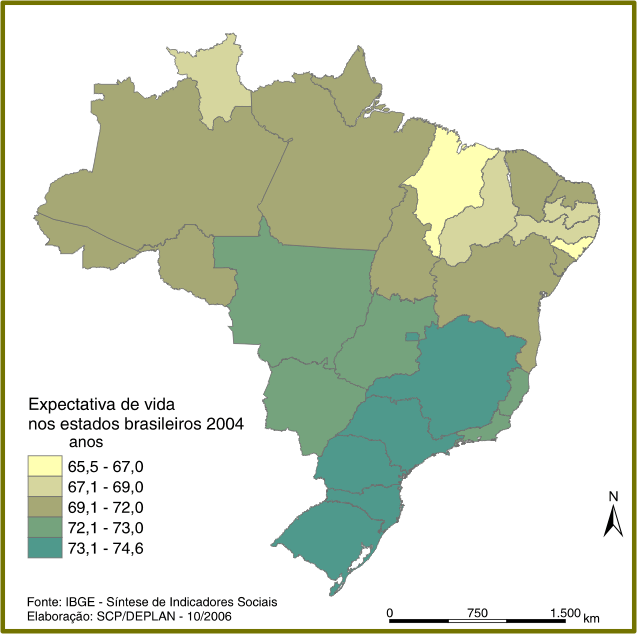 Expectativa de vida
nos estados brasileiros 2004
anos
65,5 - 67,0
67,1 - 69,0
69,1 - 72,0
72,1 - 73,0
73,1 - 74,6
N
Fonte: IBGE - Síntese de Indicadores Sociais
Elaboração: SCP/DEPLAN - 10/2006
0 750 1.500 km